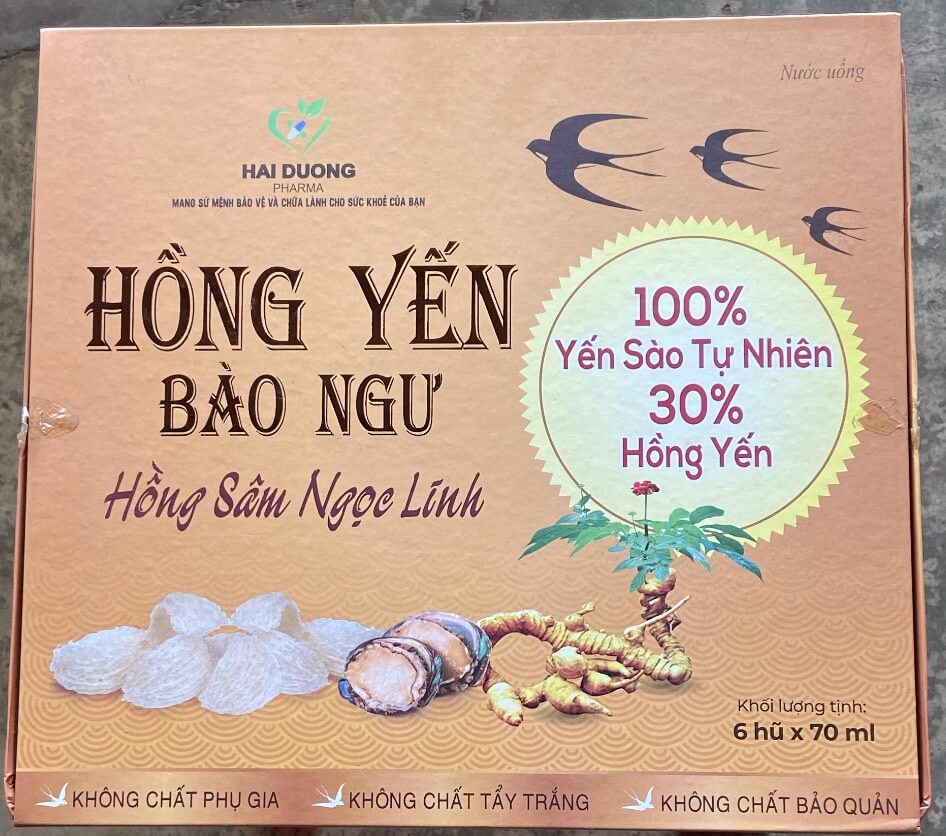 Nước uống
HAI DUONG
PHARMA
MANG SỨ MỆNH BẢO VỆ VÀ CHỮA LÀNH CHO SỨC KHOẺ CỦA BẠN
HỒNG YẾN
BÀO NGƯ
Hồng Sâm Ngọc Linh
100%
Yến Sào Tự Nhiên
30%
Hồng Yến
Khối lượng tịnh:
6 hũ x 70 ml
KHÔNG CHẤT PHỤ GIA
KHÔNG CHẤT TẨY TRẮNG
KHÔNG CHẤT BẢO QUẢN